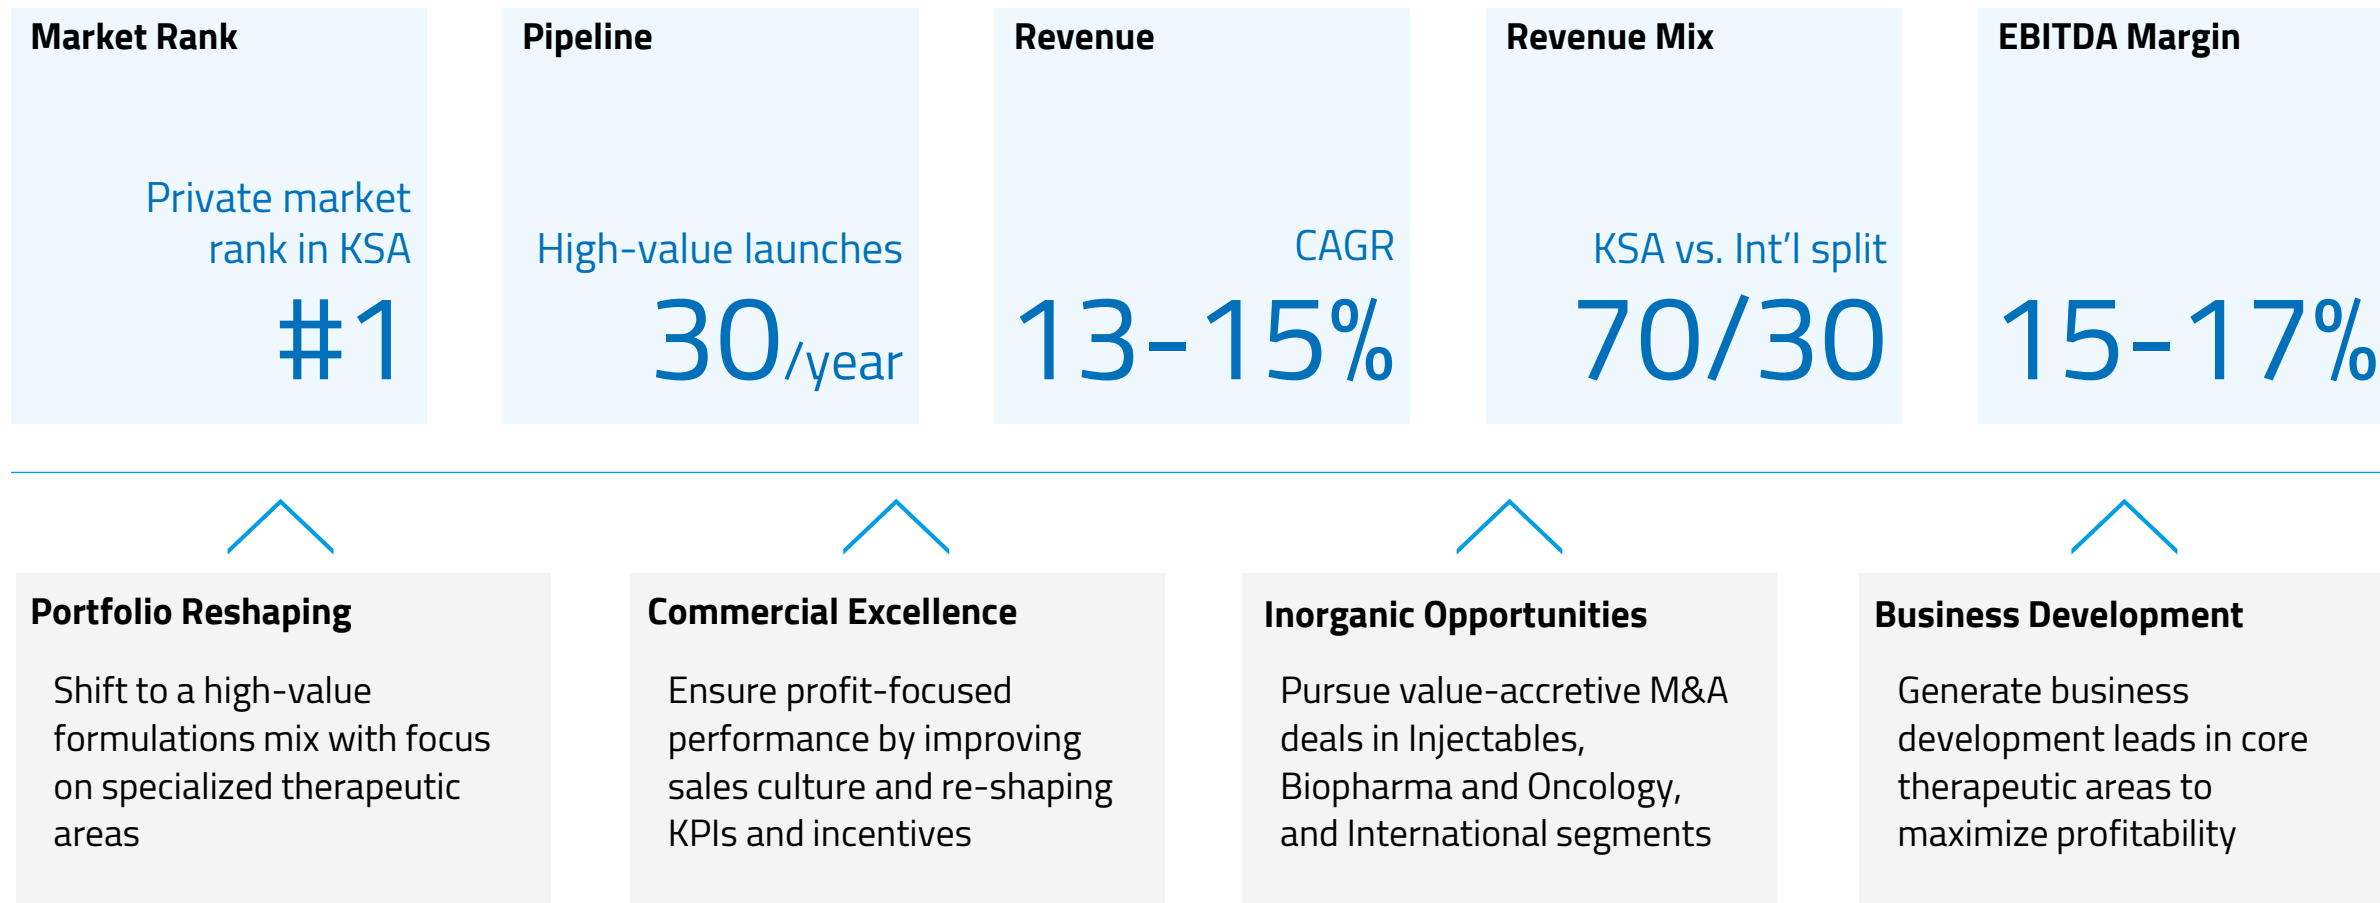 Market Rank
Private market
rank in KSA
#1
Pipeline
High-value launches
30/year
Revenue
CAGR
13-15%
Revenue Mix
KSA vs. Int'l split
70/30
EBITDA Margin
15-17%
Portfolio Reshaping
Shift to a high-value
formulations mix with focus
on specialized therapeutic
areas
Commercial Excellence
Ensure profit-focused
performance by improving
sales culture and re-shaping
KPIs and incentives
Inorganic Opportunities
Pursue value-accretive M&A
deals in Injectables,
Biopharma and Oncology,
and International segments
Business Development
Generate business
development leads in core
therapeutic areas to
maximize profitability